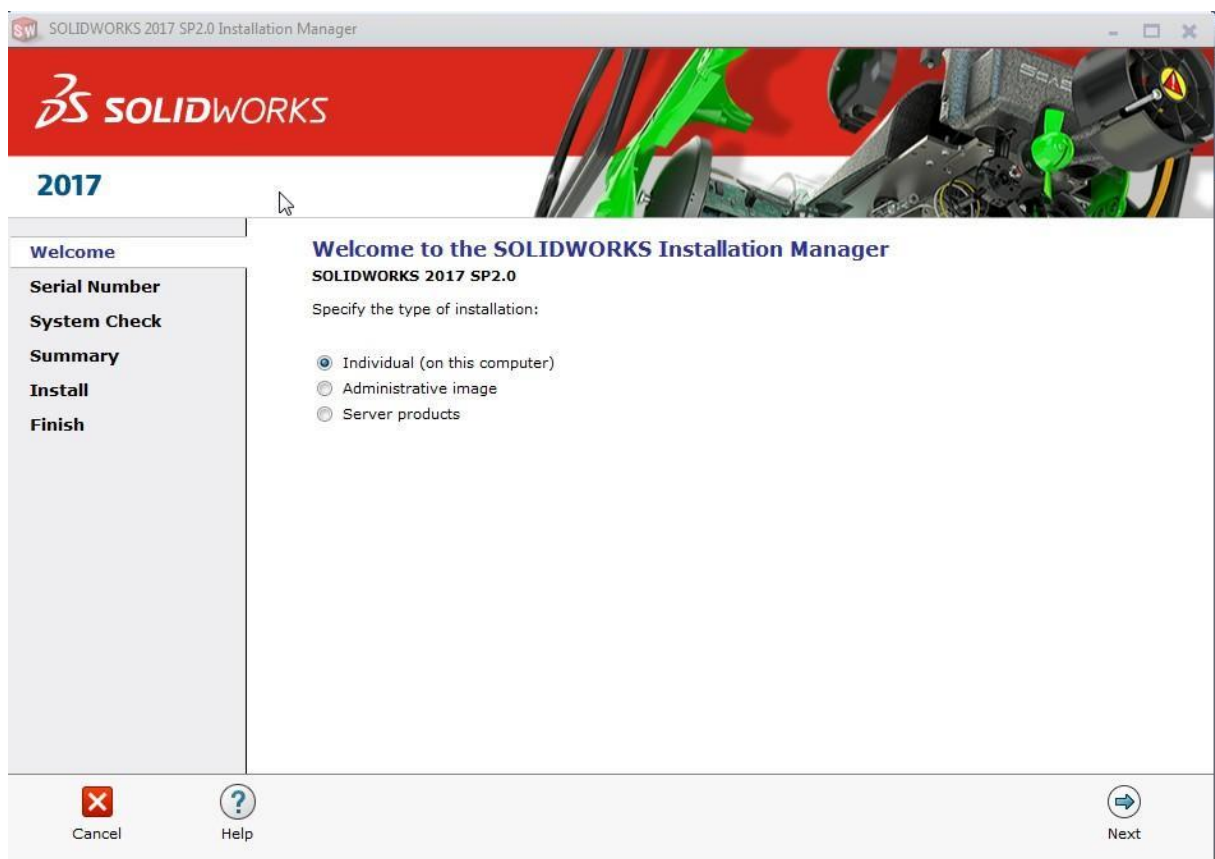 SW SOLIDWORKS 2017 SP2.0 Installation Manager
SOLIDWORKS
2017
Welcome
Serial Number
System Check
Summary
Install
Finish
Welcome to the SOLIDWORKS Installation Manager
SOLIDWORKS 2017 SP2.0
Specify the type of installation:
Individual (on this computer)
Administrative image
Server products
Cancel
Help
Next